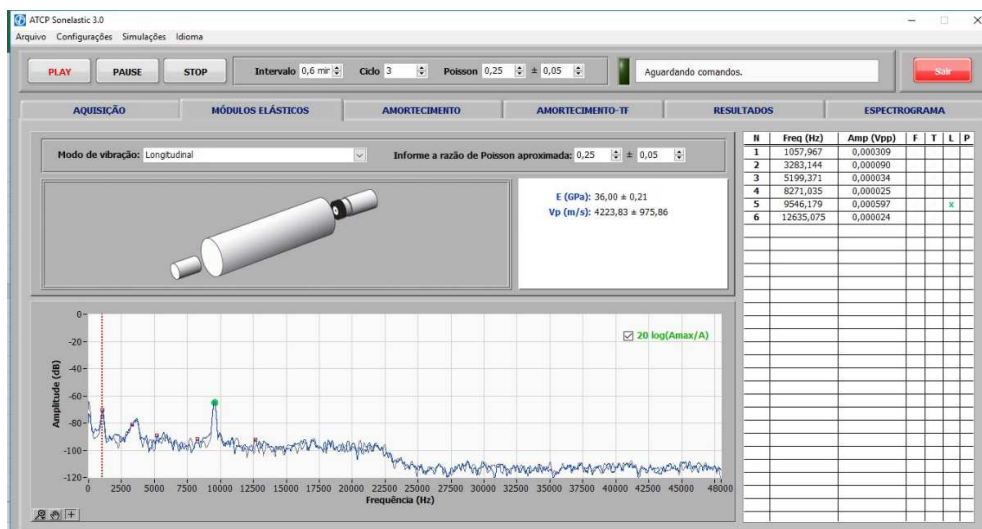 ATCP Sonelastic 3.0
Arquivo Configurações Simulações Idioma
PLAY PAUSE STOP Intervalo 0,6 mir Ciclo 3 Poisson 0,25 ± 0,05 Aguardando comandos. Sair
AQUISIÇÃO MÓDULOS ELÁSTICOS AMORTECIMENTO AMORTECIMENTO-TF RESULTADOS ESPECTROGRAMA
Modo de vibração: Longitudinal Informe a razão de Poisson aproximada: 0,25 ± 0,05
E (GPa): 36,00 ± 0,21
Vp (m/s): 4223,83 ± 975,86
N Freq (Hz) Amp (Vpp) F T L P
1 1057,967 0,000309
2 3283,144 0,000090
3 5199,371 0,000034
4 8271,035 0,000025
5 9546,179 0,000597 x
6 12635,075 0,000024
20 log(Amax/A)
Amplitude (dB)
0
-20
-40
-60
-80
-100
-120
0 2500 5000 7500 10000 12500 15000 17500 20000 22500 25000 27500 30000 32500 35000 37500 40000 42500 45000 48000
Frequência (Hz)